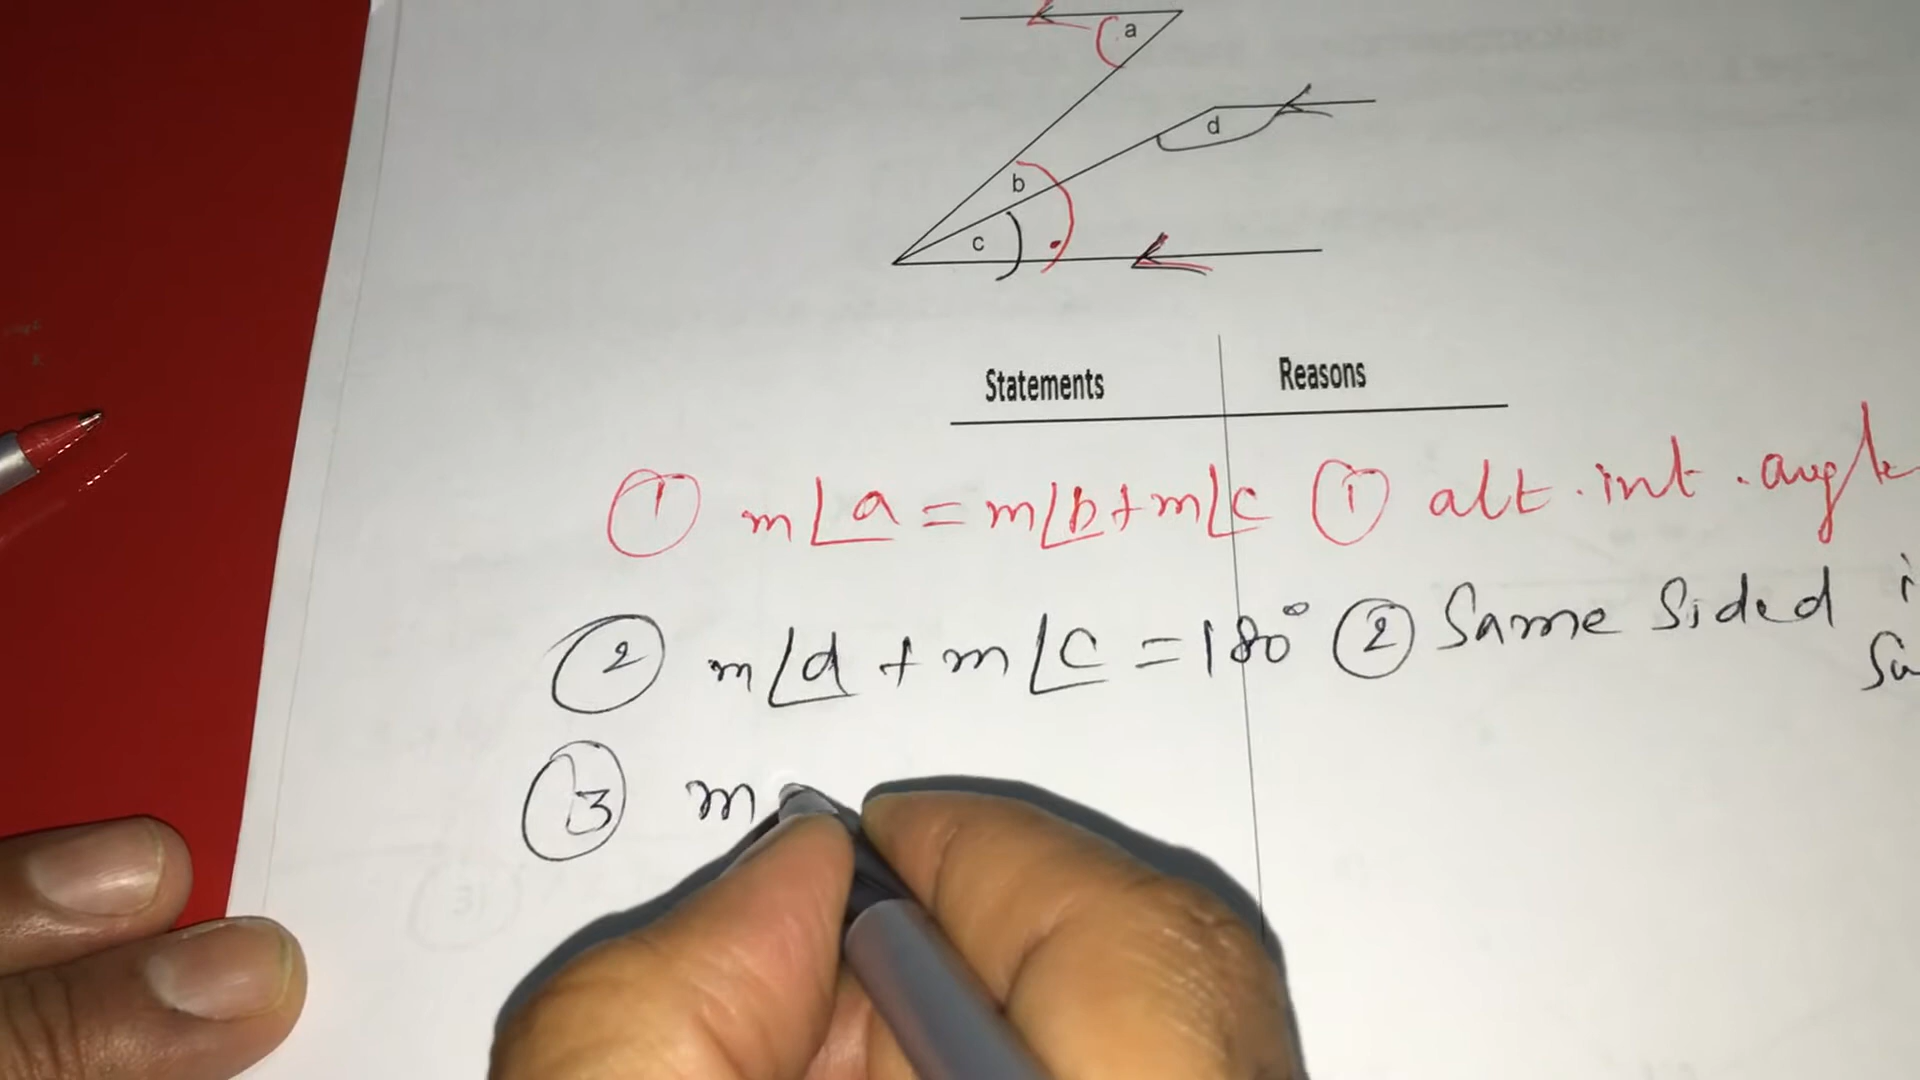 a
d
b
c
Statements Reasons
① m∠a = m∠b + m∠c ① alt. int. angle
② m∠d + m∠c = 180° ② Same Sided
③ m